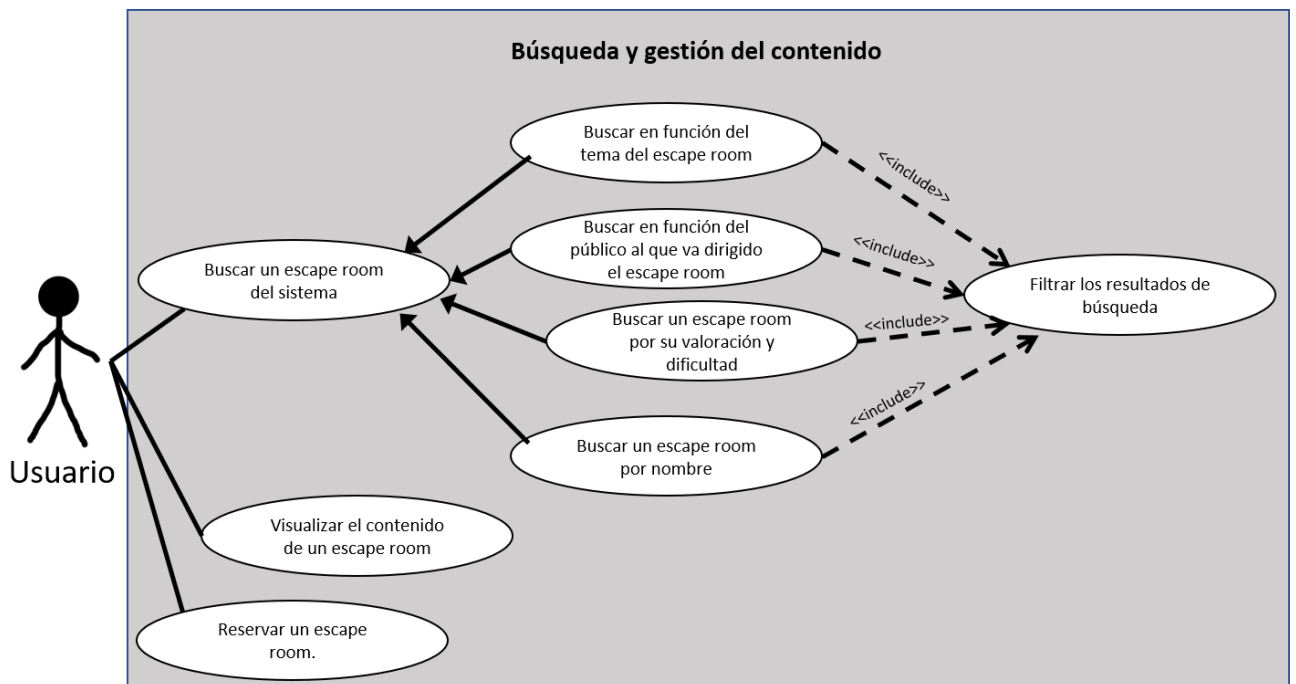 Búsqueda y gestión del contenido
Buscar en función del
tema del escape room
<<include>>
Buscar en función del
público al que va dirigido
el escape room
<<include>>
Buscar un escape room
del sistema
Filtrar los resultados de
búsqueda
Buscar un escape room
por su valoración y
dificultad
<<include>>
<<include>>
Buscar un escape room
por nombre
Usuario
Visualizar el contenido
de un escape room
Reservar un escape
room.